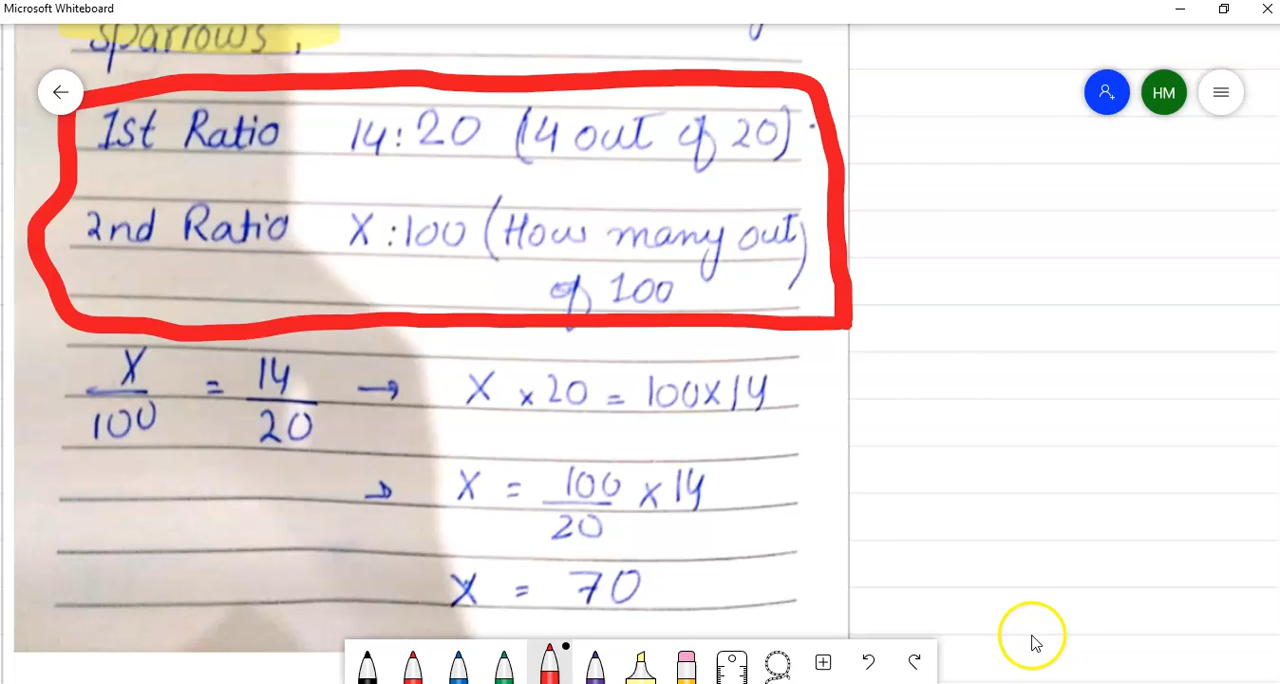 Microsoft Whiteboard
sparrows,
1st Ratio 14:20 (14 out of 20).
2nd Ratio X:100 (How many out)
of 100
X/100 = 14/20 → X × 20 = 100 × 14
→ X = 100/20 × 14
X = 70
HM